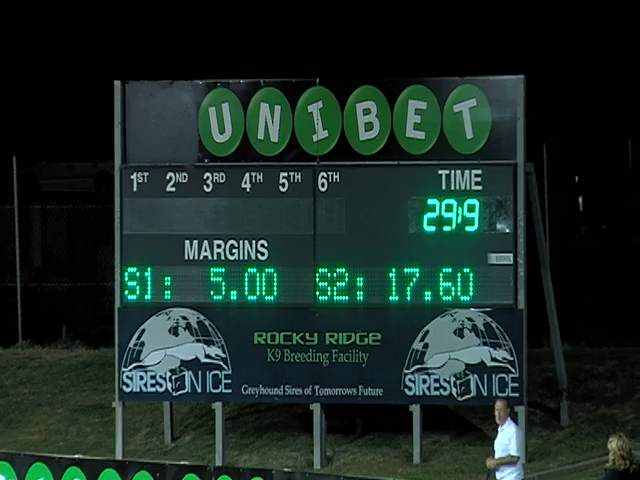 UNIBET
1ST 2ND 3RD 4TH 5TH 6TH TIME
29:9
MARGINS
S1: 5.00 S2: 17.60
ROCKY RIDGE
K9 Breeding Facility
SIRES ON ICE
SIRES ON ICE
Greyhound Sires of Tomorrows Future